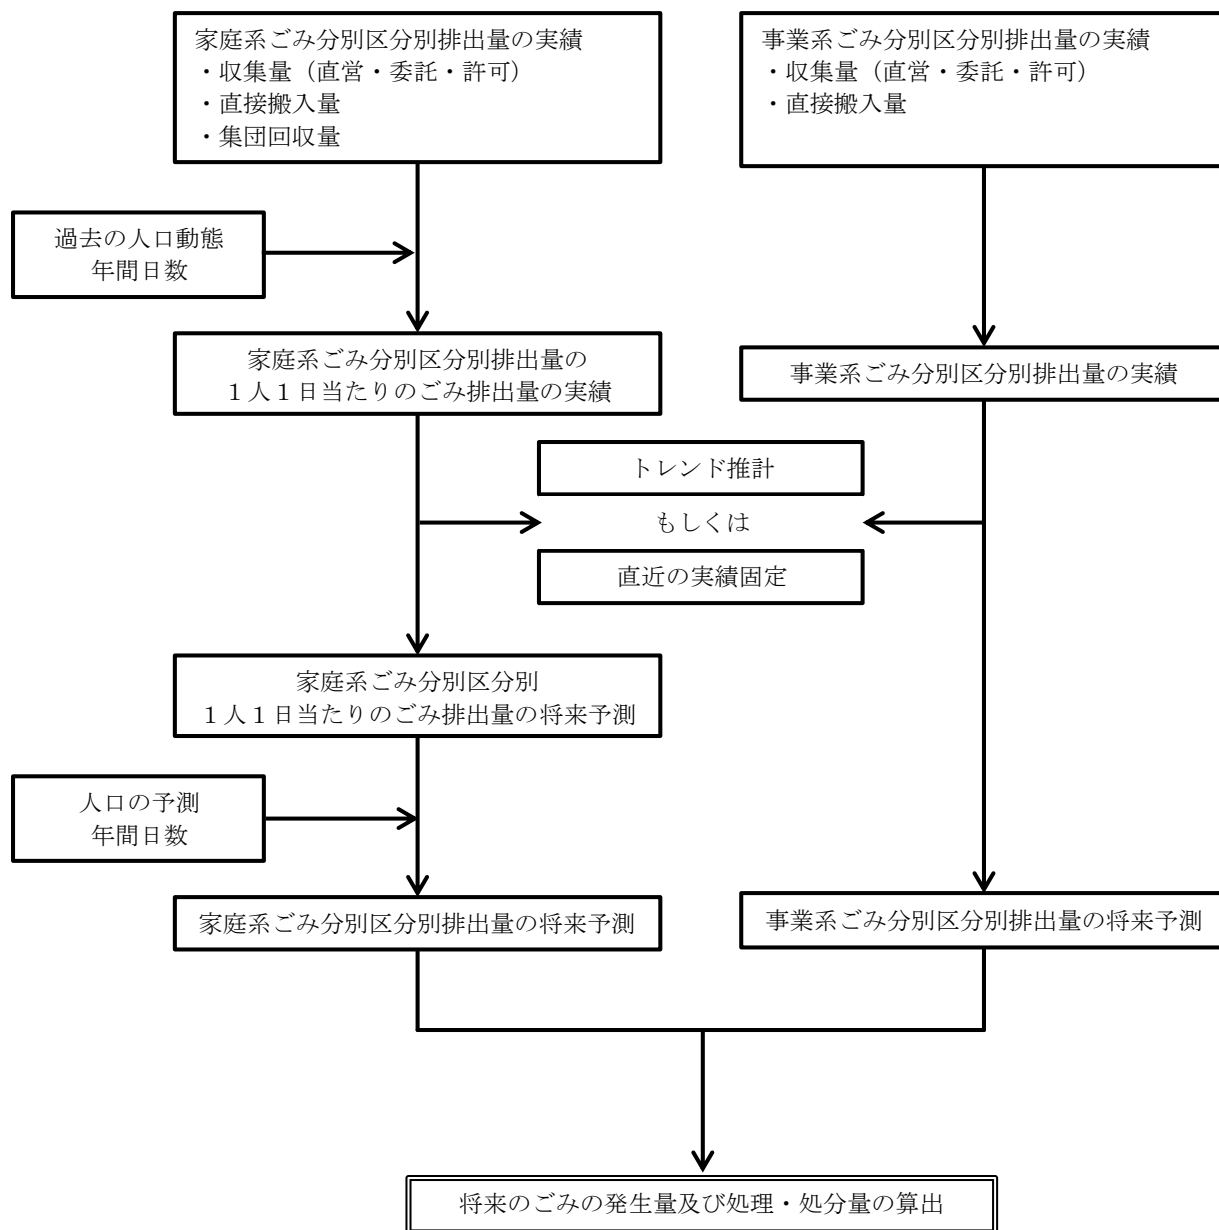 家庭系ごみ分別区分別排出量の実績
・収集量（直営・委託・許可）
・直接搬入量
・集団回収量
事業系ごみ分別区分別排出量の実績
・収集量（直営・委託・許可）
・直接搬入量
過去の人口動態
年間日数
家庭系ごみ分別区分別排出量の
１人１日当たりのごみ排出量の実績
事業系ごみ分別区分別排出量の実績
トレンド推計
もしくは
直近の実績固定
家庭系ごみ分別区分別
１人１日当たりのごみ排出量の将来予測
人口の予測
年間日数
家庭系ごみ分別区分別排出量の将来予測
事業系ごみ分別区分別排出量の将来予測
将来のごみの発生量及び処理・処分量の算出